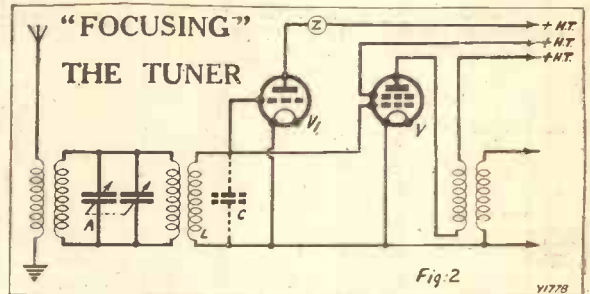 "FOCUSING"
THE TUNER
Z
+ H.T.
+ H.T.
+ H.T.
V1
V
A
L
C
Fig: 2
Y1778